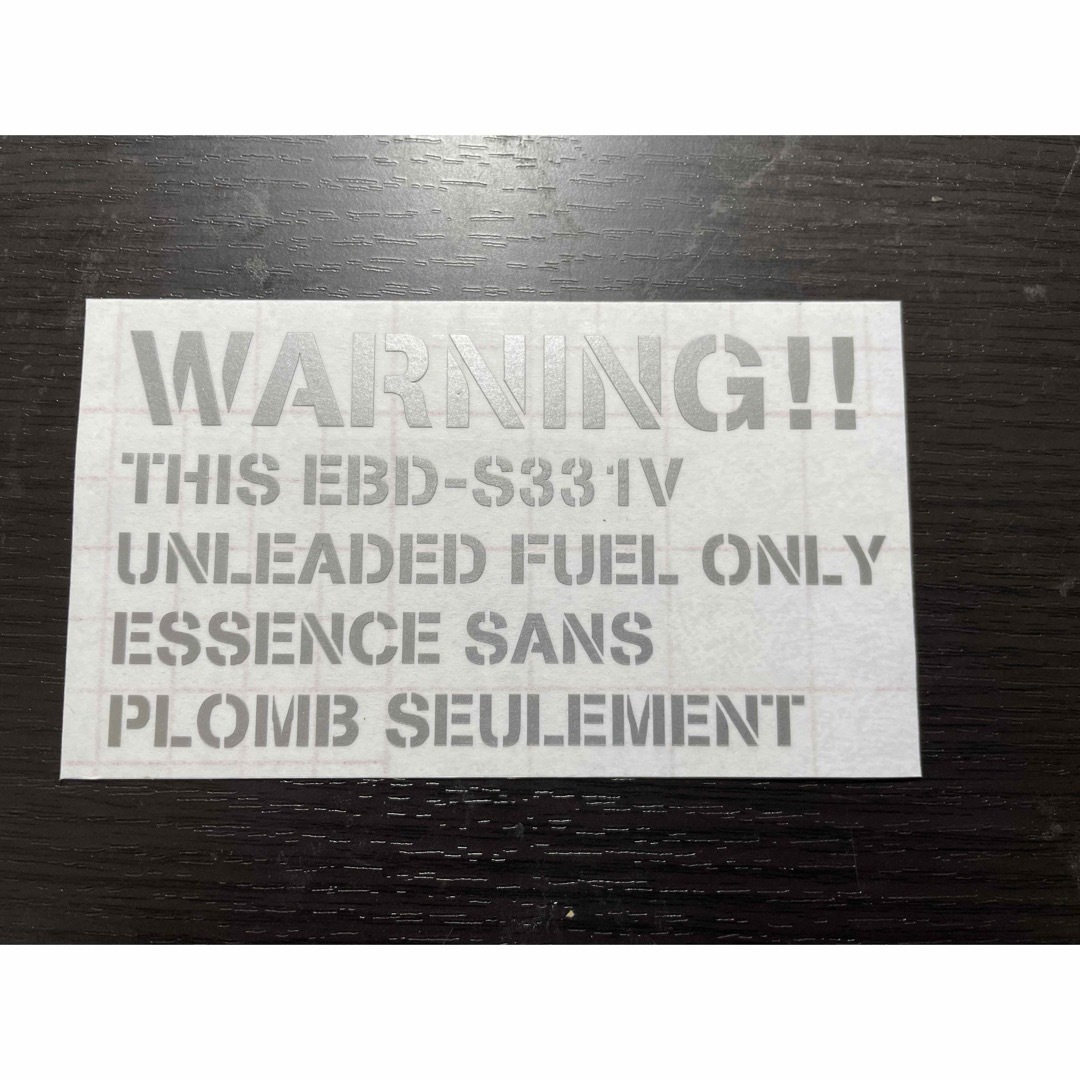 WARNING!!
THIS EBD-S331V
UNLEADED FUEL ONLY
ESSENCE SANS
PLOMB SEULEMENT